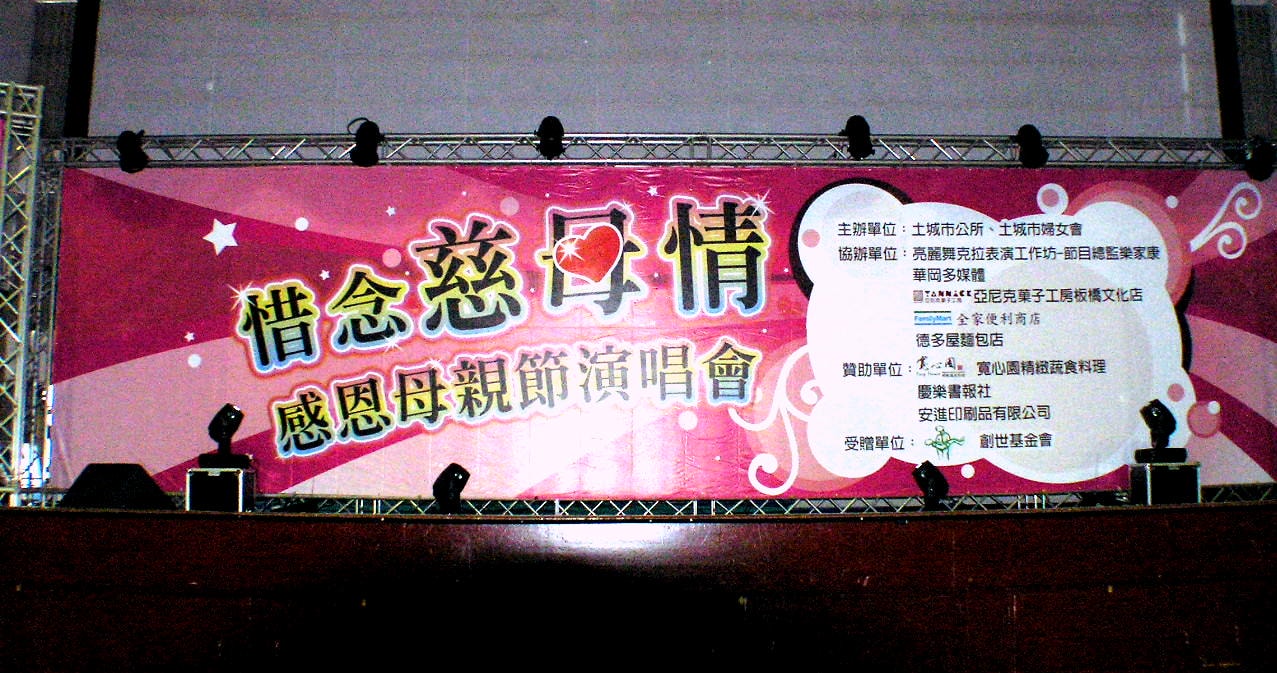 惜念慈母情
感恩母親節演唱會
主辦單位：土城市公所、土城市婦女會
協辦單位：亮麗舞克拉表演工作坊-節目總監樂家康
華岡多媒體
亞尼克菓子工房板橋文化店
FamilyMart 全家便利商店
德多屋麵包店
贊助單位：寬心園 寬心園精緻蔬食料理
慶樂書報社
安進印刷品有限公司
受贈單位：創世基金會